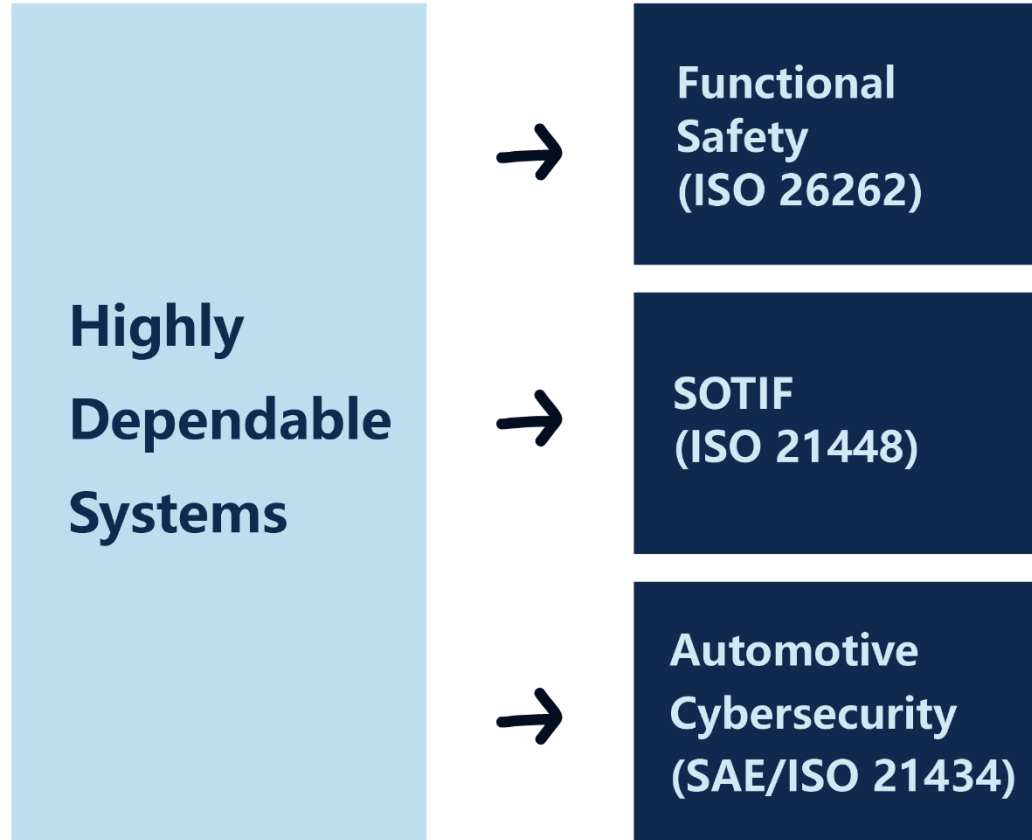 Highly
Dependable
Systems
Functional
Safety
(ISO 26262)
SOTIF
(ISO 21448)
Automotive
Cybersecurity
(SAE/ISO 21434)